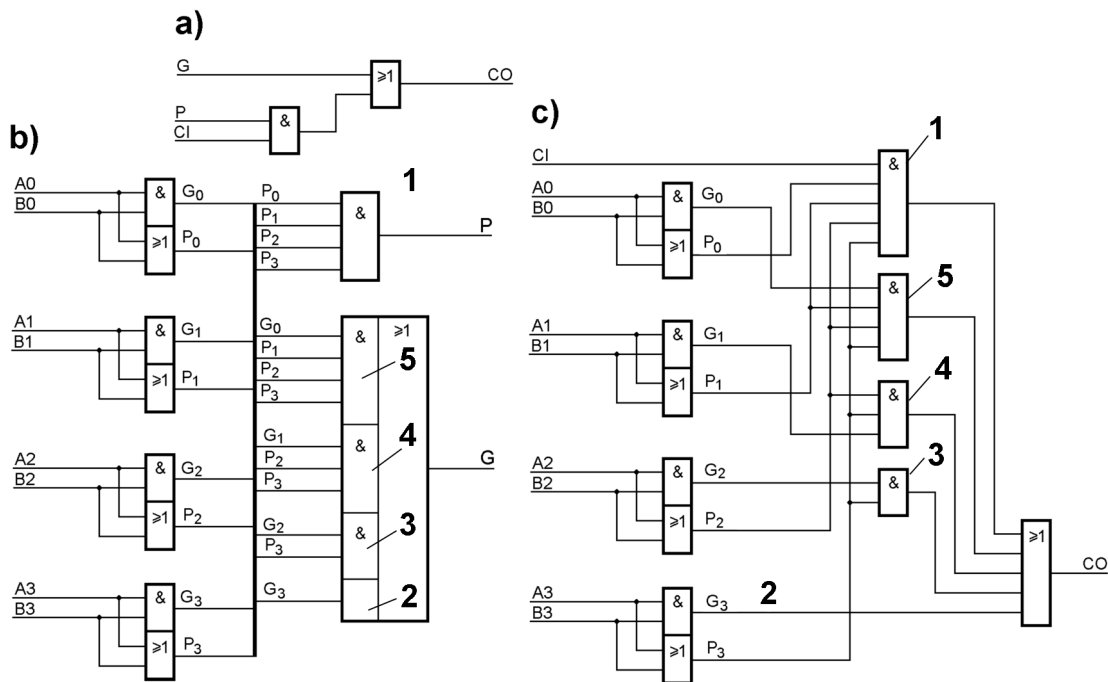 a)
G
≥1
CO
P
&
CI
b)
1
A0
B0
&
G0
≥1
P0
P0
P1
P2
P3
&
P
A1
B1
&
G1
≥1
P1
G0
P1
P2
P3
&
≥1
5
G1
P2
P3
&
4
G
A2
B2
&
G2
≥1
P2
G2
P3
&
3
A3
B3
&
G3
≥1
P3
G3
2
c)
1
CI
&
A0
B0
&
G0
≥1
P0
&
5
A1
B1
&
G1
≥1
P1
&
4
A2
B2
&
G2
≥1
P2
&
3
≥1
CO
A3
B3
&
G3
2
≥1
P3